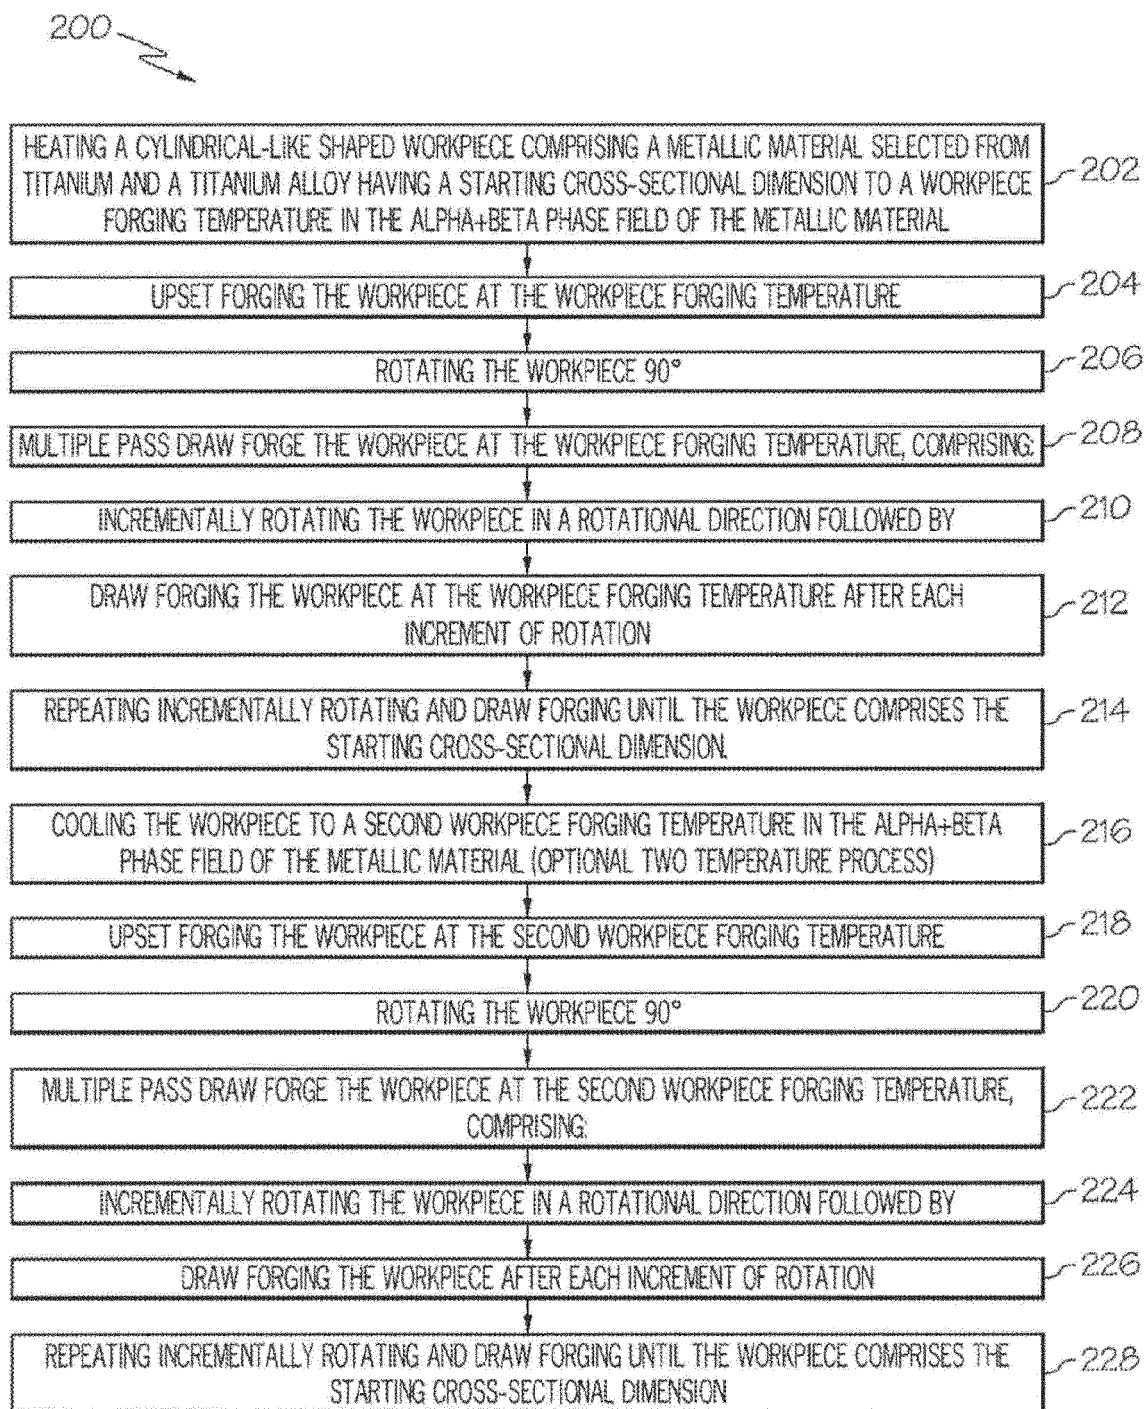 200
HEATING A CYLINDRICAL-LIKE SHAPED WORKPIECE COMPRISING A METALLIC MATERIAL SELECTED FROM
TITANIUM AND A TITANIUM ALLOY HAVING A STARTING CROSS-SECTIONAL DIMENSION TO A WORKPIECE
FORGING TEMPERATURE IN THE ALPHA+BETA PHASE FIELD OF THE METALLIC MATERIAL
202
UPSET FORGING THE WORKPIECE AT THE WORKPIECE FORGING TEMPERATURE
204
ROTATING THE WORKPIECE 90°
206
MULTIPLE PASS DRAW FORGE THE WORKPIECE AT THE WORKPIECE FORGING TEMPERATURE, COMPRISING:
208
INCREMENTALLY ROTATING THE WORKPIECE IN A ROTATIONAL DIRECTION FOLLOWED BY
210
DRAW FORGING THE WORKPIECE AT THE WORKPIECE FORGING TEMPERATURE AFTER EACH
INCREMENT OF ROTATION
212
REPEATING INCREMENTALLY ROTATING AND DRAW FORGING UNTIL THE WORKPIECE COMPRISES THE
STARTING CROSS-SECTIONAL DIMENSION.
214
COOLING THE WORKPIECE TO A SECOND WORKPIECE FORGING TEMPERATURE IN THE ALPHA+BETA
PHASE FIELD OF THE METALLIC MATERIAL (OPTIONAL TWO TEMPERATURE PROCESS)
216
UPSET FORGING THE WORKPIECE AT THE SECOND WORKPIECE FORGING TEMPERATURE
218
ROTATING THE WORKPIECE 90°
220
MULTIPLE PASS DRAW FORGE THE WORKPIECE AT THE SECOND WORKPIECE FORGING TEMPERATURE,
COMPRISING:
222
INCREMENTALLY ROTATING THE WORKPIECE IN A ROTATIONAL DIRECTION FOLLOWED BY
224
DRAW FORGING THE WORKPIECE AFTER EACH INCREMENT OF ROTATION
226
REPEATING INCREMENTALLY ROTATING AND DRAW FORGING UNTIL THE WORKPIECE COMPRISES THE
STARTING CROSS-SECTIONAL DIMENSION
228